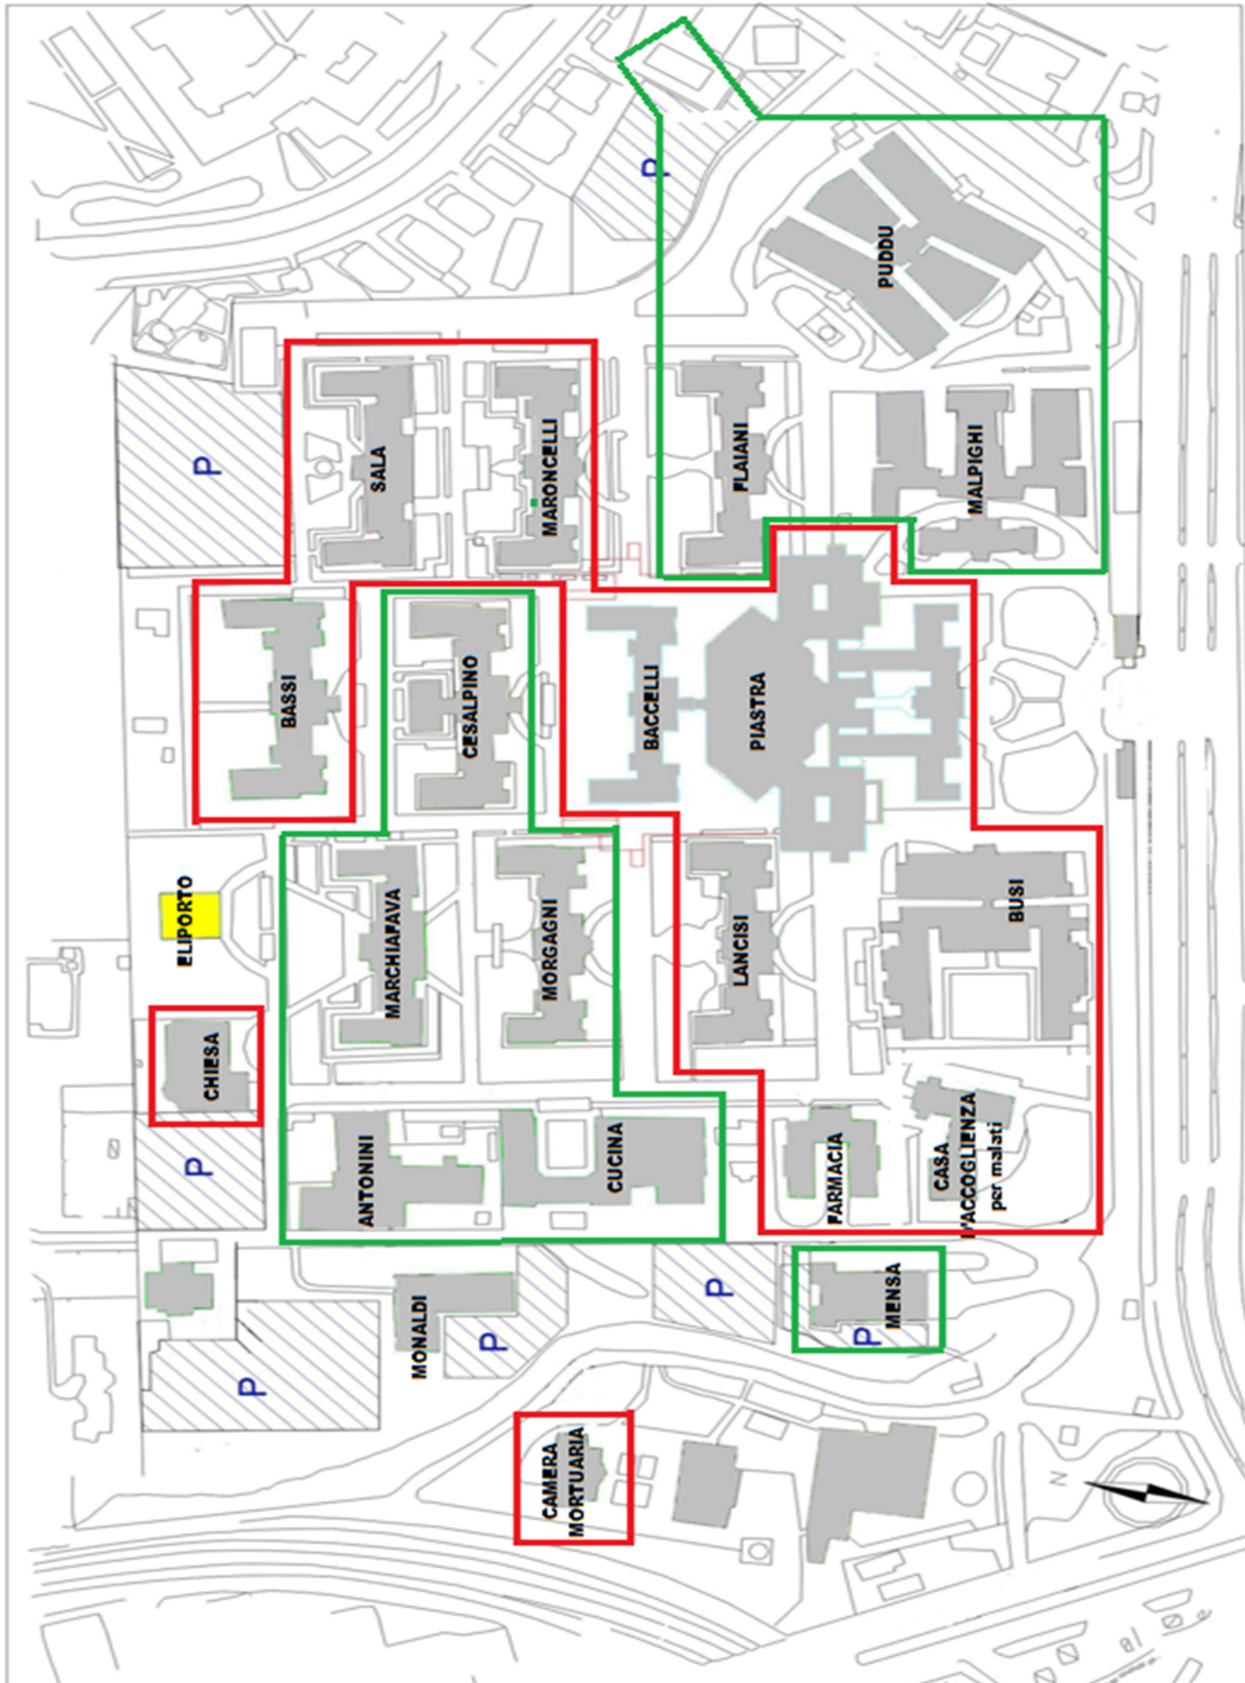 P
PUDDU
P
SALA
MARONCELLI
FLAIANI
MALPIGHI
BASSI
CESALPINO
BACCELLI
PIASTRA
ELIPORTO
MARCHIAFAVA
MORGAGNI
LANCISI
BUSI
CHIESA
P
ANTONINI
CUCINA
FARMACIA
CASA
D'ACCOGLIENZA
per malati
MONALDI
P
P
P
MENSA
P
CAMERA
MORTUARIA
N